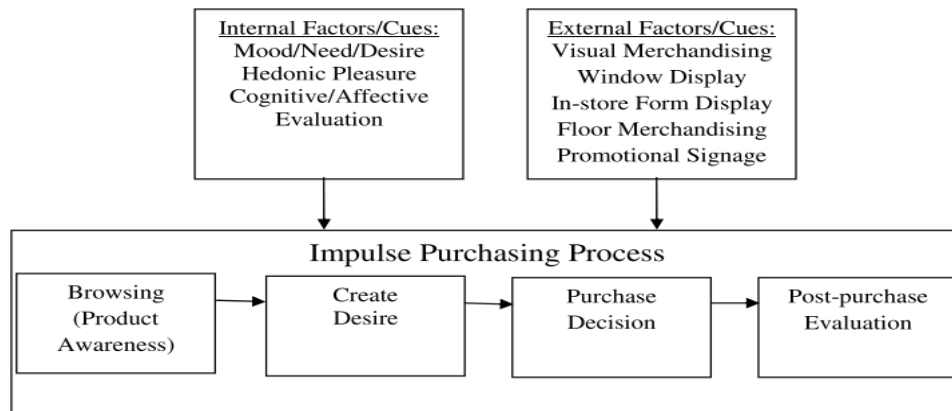 Internal Factors/Cues:
Mood/Need/Desire
Hedonic Pleasure
Cognitive/Affective
Evaluation
External Factors/Cues:
Visual Merchandising
Window Display
In-store Form Display
Floor Merchandising
Promotional Signage
Impulse Purchasing Process
Browsing
(Product
Awareness)
Create
Desire
Purchase
Decision
Post-purchase
Evaluation